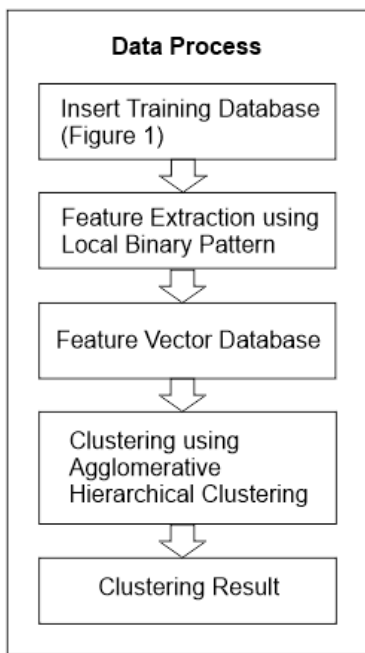 Data Process
Insert Training Database
(Figure 1)
Feature Extraction using
Local Binary Pattern
Feature Vector Database
Clustering using
Agglomerative
Hierarchical Clustering
Clustering Result